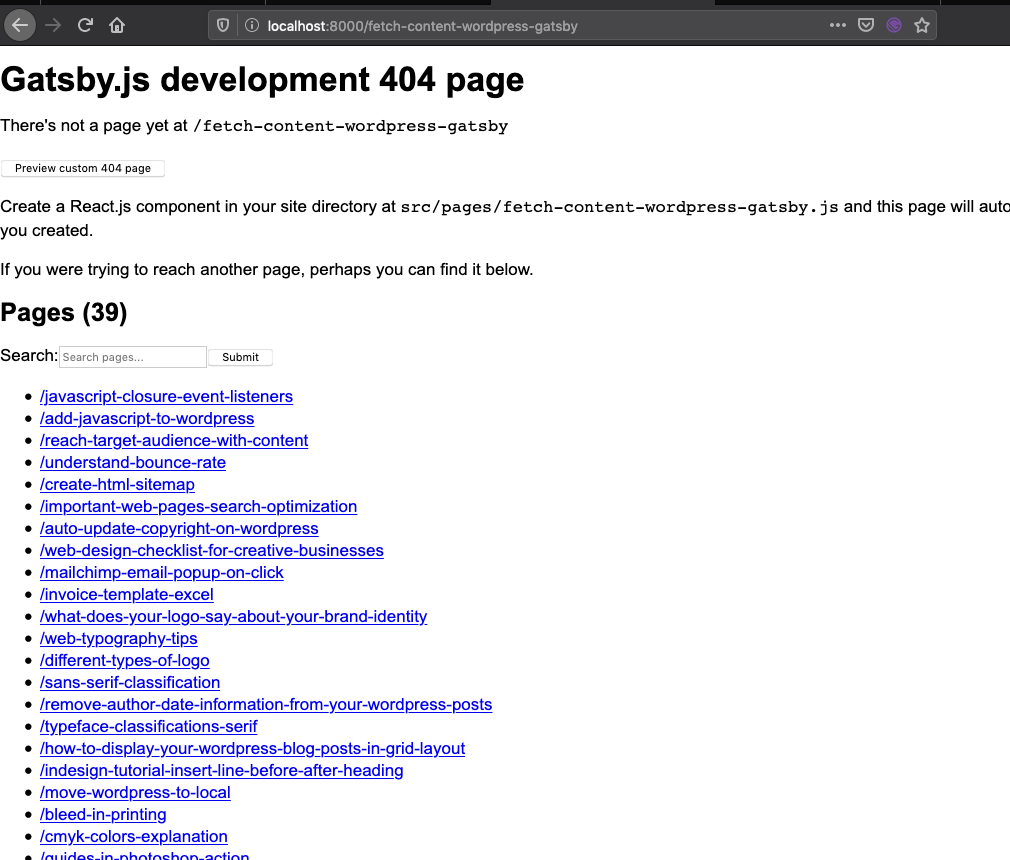 localhost:8000/fetch-content-wordpress-gatsby
Gatsby.js development 404 page
There's not a page yet at /fetch-content-wordpress-gatsby
Preview custom 404 page
Create a React.js component in your site directory at src/pages/fetch-content-wordpress-gatsby.js and this page will auto
you created.
If you were trying to reach another page, perhaps you can find it below.
Pages (39)
Search: Search pages... Submit
/javascript-closure-event-listeners
/add-javascript-to-wordpress
/reach-target-audience-with-content
/understand-bounce-rate
/create-html-sitemap
/important-web-pages-search-optimization
/auto-update-copyright-on-wordpress
/web-design-checklist-for-creative-businesses
/mailchimp-email-popup-on-click
/invoice-template-excel
/what-does-your-logo-say-about-your-brand-identity
/web-typography-tips
/different-types-of-logo
/sans-serif-classification
/remove-author-date-information-from-your-wordpress-posts
/typeface-classifications-serif
/how-to-display-your-wordpress-blog-posts-in-grid-layout
/indesign-tutorial-insert-line-before-after-heading
/move-wordpress-to-local
/bleed-in-printing
/cmyk-colors-explanation
/guides-in-photoshop-action